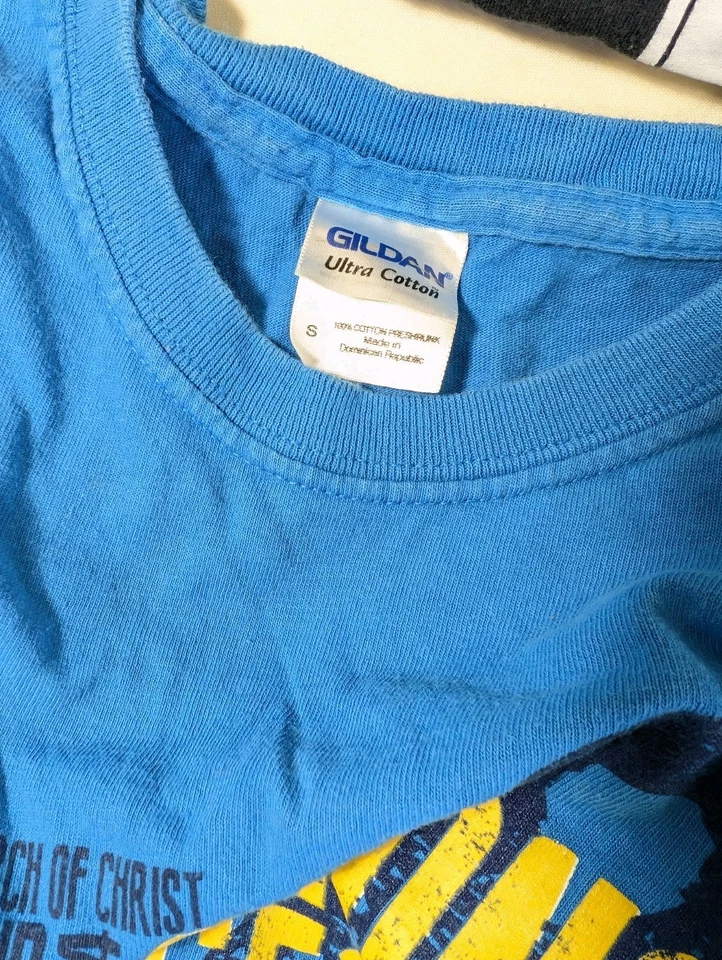 GILDAN®
Ultra Cotton
S
100% COTTON PRESHRUNK
Made in
Dominican Republic
RCH OF CHRIST